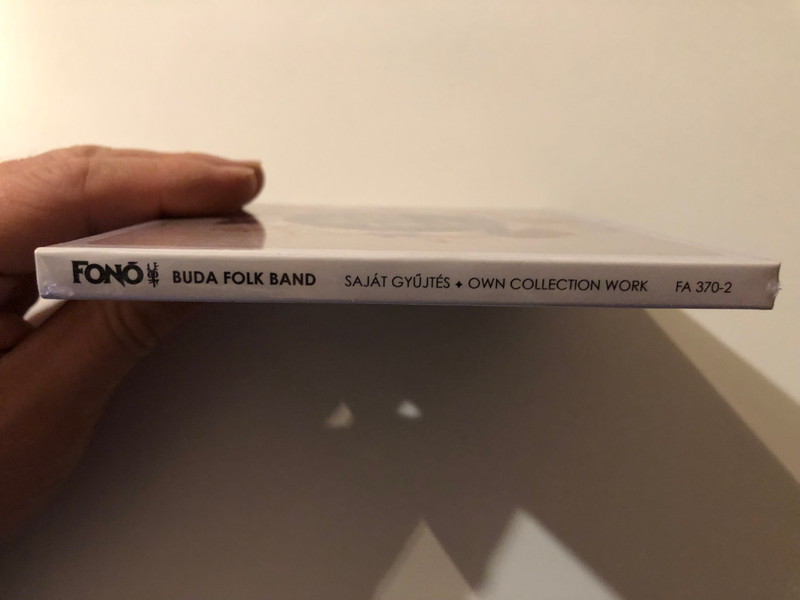 FONÓ BUDA FOLK BAND SAJÁT GYŰJTÉS ✦ OWN COLLECTION WORK FA 370-2